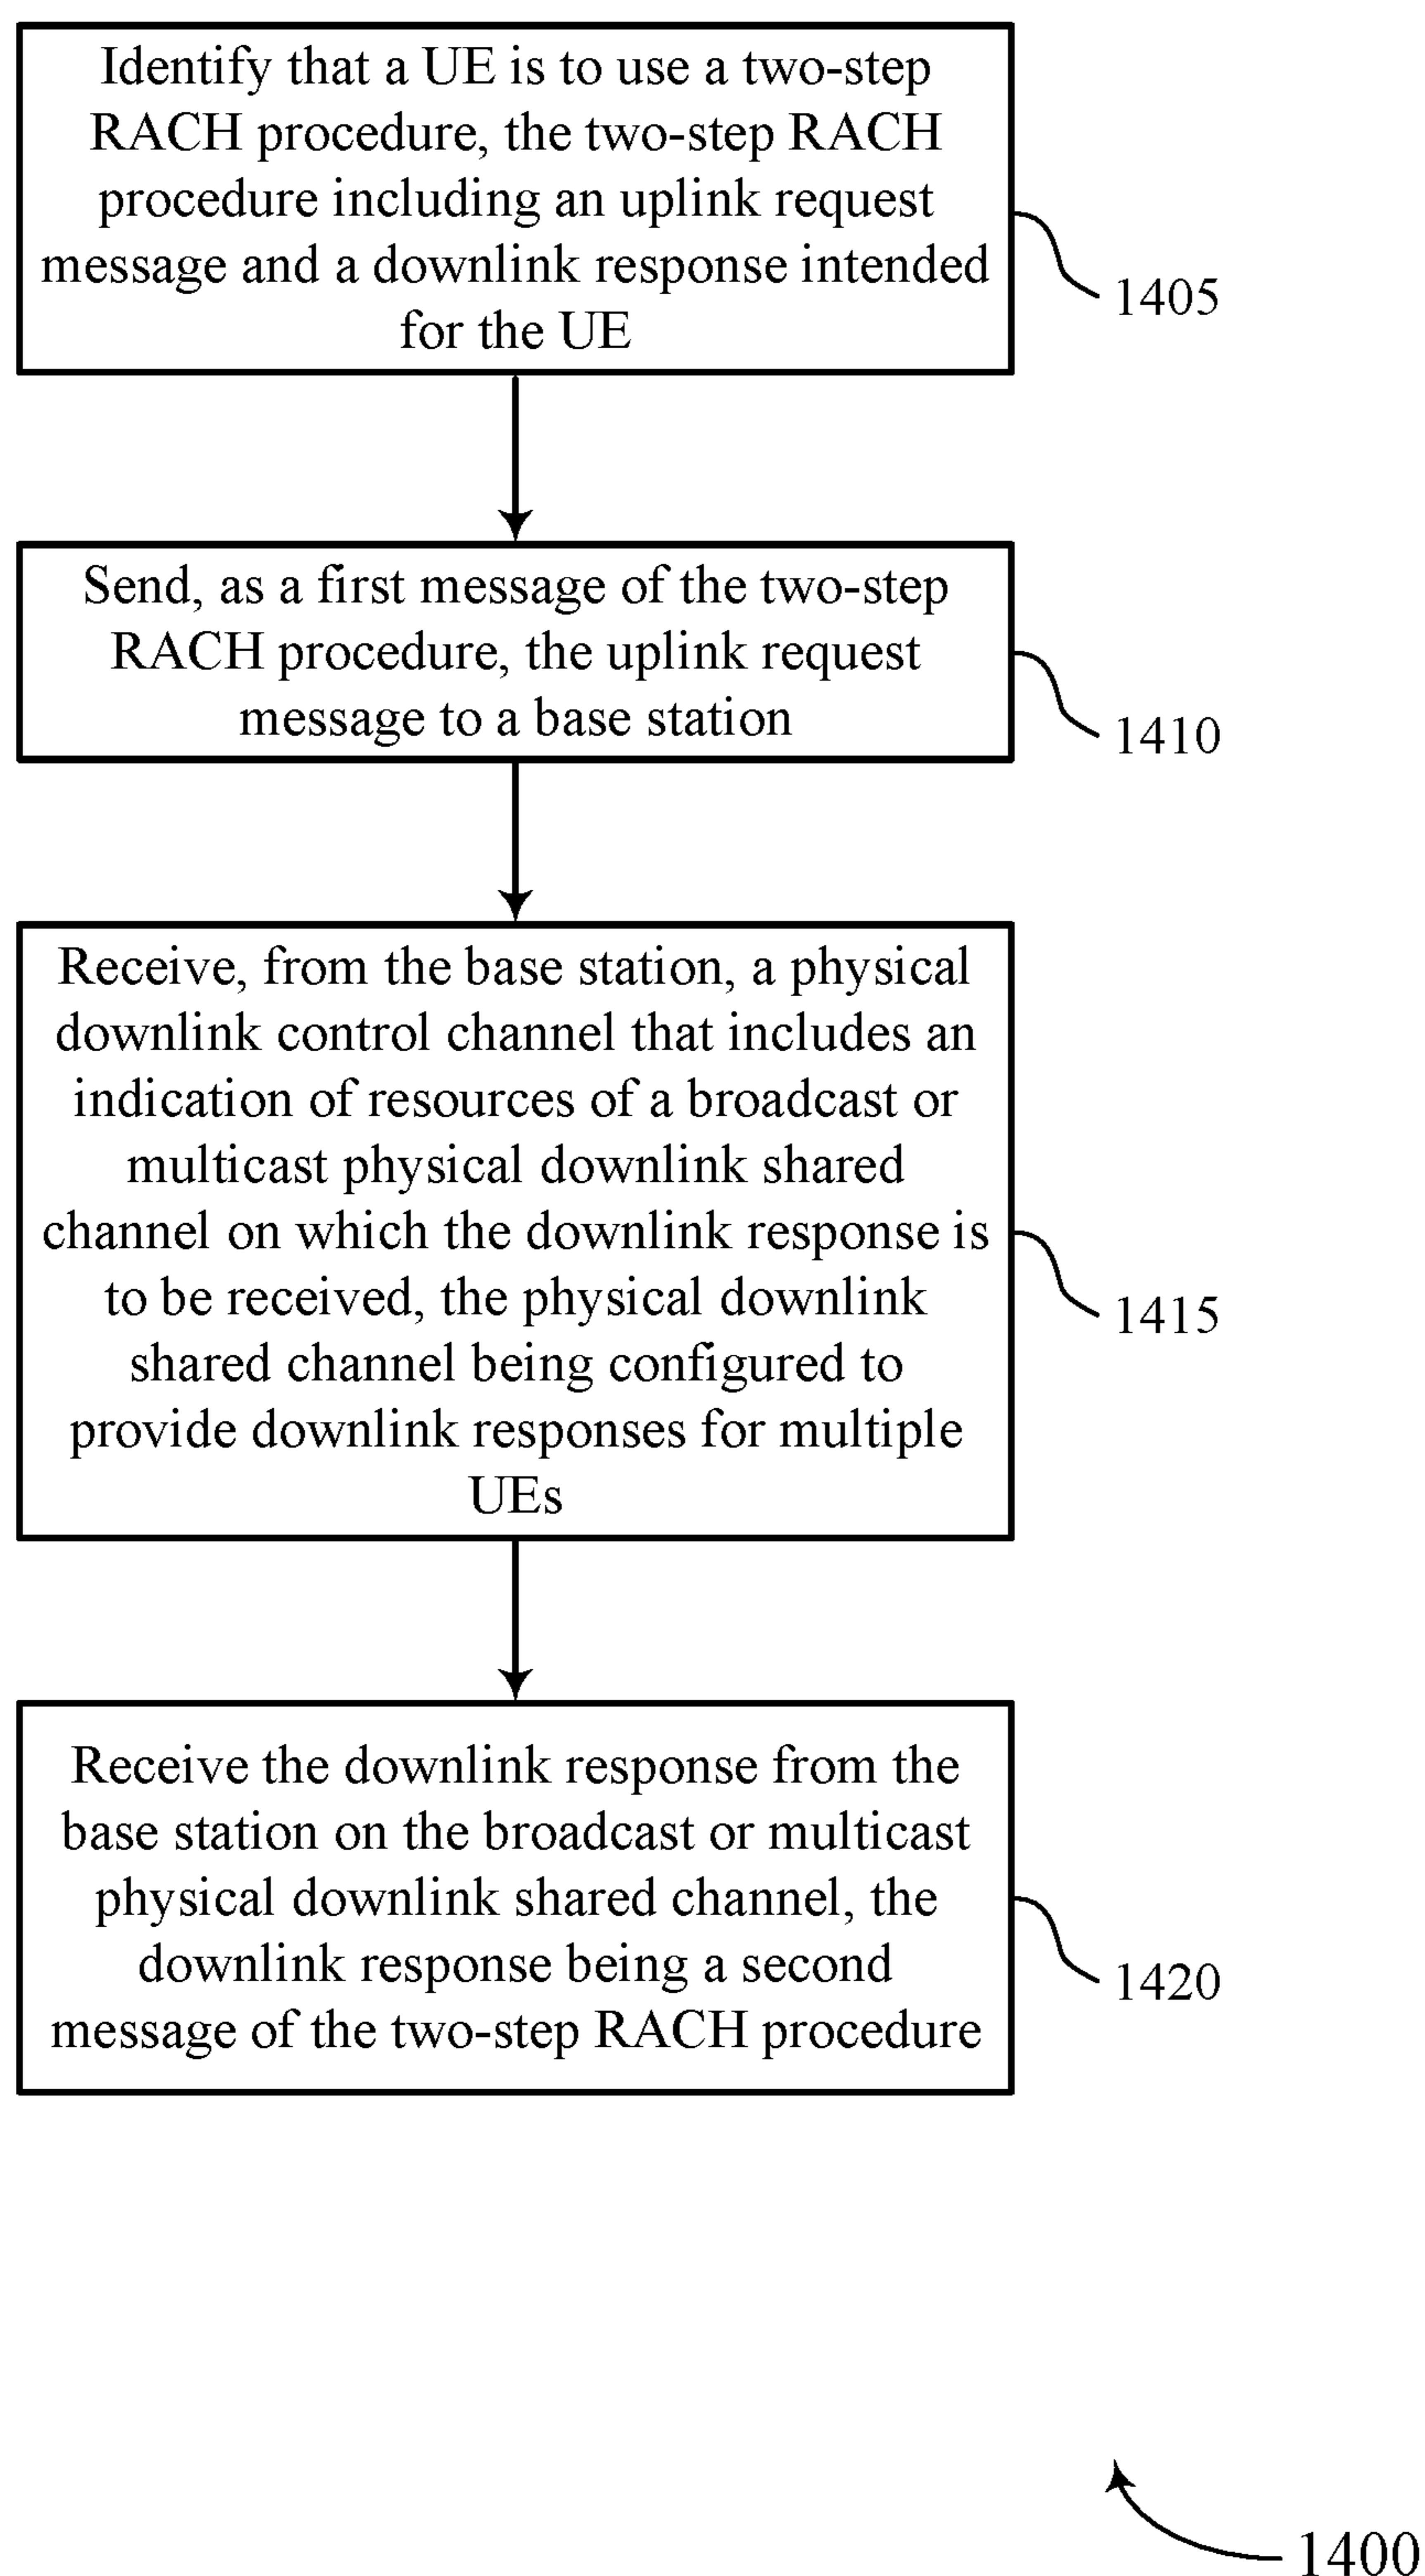 Identify that a UE is to use a two-step
RACH procedure, the two-step RACH
procedure including an uplink request
message and a downlink response intended
for the UE
1405
Send, as a first message of the two-step
RACH procedure, the uplink request
message to a base station
1410
Receive, from the base station, a physical
downlink control channel that includes an
indication of resources of a broadcast or
multicast physical downlink shared
channel on which the downlink response is
to be received, the physical downlink
shared channel being configured to
provide downlink responses for multiple
UEs
1415
Receive the downlink response from the
base station on the broadcast or multicast
physical downlink shared channel, the
downlink response being a second
message of the two-step RACH procedure
1420
1400